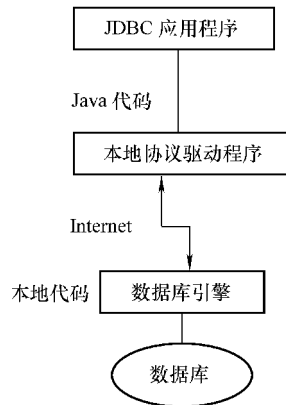 JDBC 应用程序
Java 代码
本地协议驱动程序
Internet
本地代码
数据库引擎
数据库